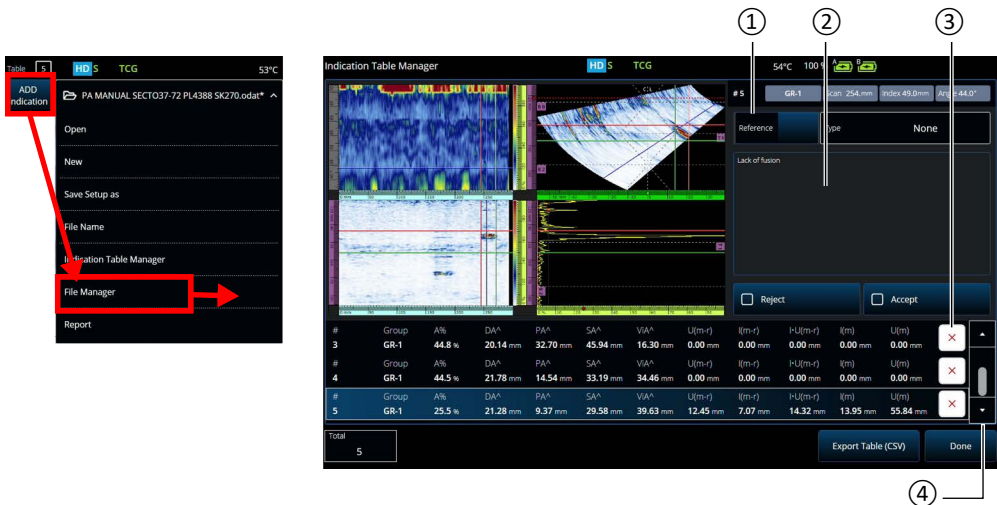 ① ② ③
Table 5 HD S TCG 53°C
ADD
Indication
PA MANUAL SECTO37-72 PL4388 SK270.odat*
Open
New
Save Setup as
File Name
Indication Table Manager
File Manager
Report
Indication Table Manager HD S TCG 54°C 100 % A B
# 5 GR-1 Scan 254.mm Index 49.0mm Angle 44.0°
Reference Type None
Lack of fusion
Reject Accept
# Group A% DA^ PA^ SA^ ViA^ U(m-r) I(m-r) I•U(m-r) I(m) U(m)
3 GR-1 44.8 % 20.14 mm 32.70 mm 45.94 mm 16.30 mm 0.00 mm 0.00 mm 0.00 mm 0.00 mm 0.00 mm
# Group A% DA^ PA^ SA^ ViA^ U(m-r) I(m-r) I•U(m-r) I(m) U(m)
4 GR-1 44.5 % 21.78 mm 14.54 mm 33.19 mm 34.46 mm 0.00 mm 0.00 mm 0.00 mm 0.00 mm 0.00 mm
# Group A% DA^ PA^ SA^ ViA^ U(m-r) I(m-r) I•U(m-r) I(m) U(m)
5 GR-1 25.5 % 21.28 mm 9.37 mm 29.58 mm 39.63 mm 12.45 mm 7.07 mm 14.32 mm 13.95 mm 55.84 mm
Total
5
Export Table (CSV) Done
④